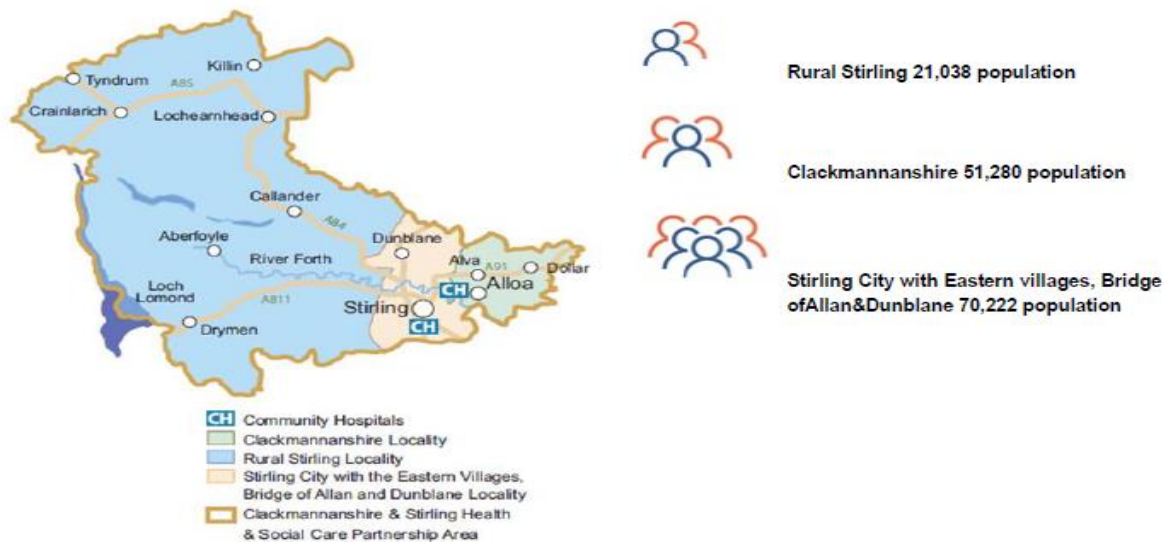 Killin
Tyndrum
A85
Crainlarich
Lochearnhead
Callander
A84
Aberfoyle
Dunblane
River Forth
Alva
A91
Dollar
Loch
Lomond
CH
Alloa
A811
Stirling
Drymen
CH
CH Community Hospitals
Clackmannanshire Locality
Rural Stirling Locality
Stirling City with the Eastern Villages,
Bridge of Allan and Dunblane Locality
Clackmannanshire & Stirling Health
& Social Care Partnership Area
Rural Stirling 21,038 population
Clackmannanshire 51,280 population
Stirling City with Eastern villages, Bridge
ofAllan&Dunblane 70,222 population